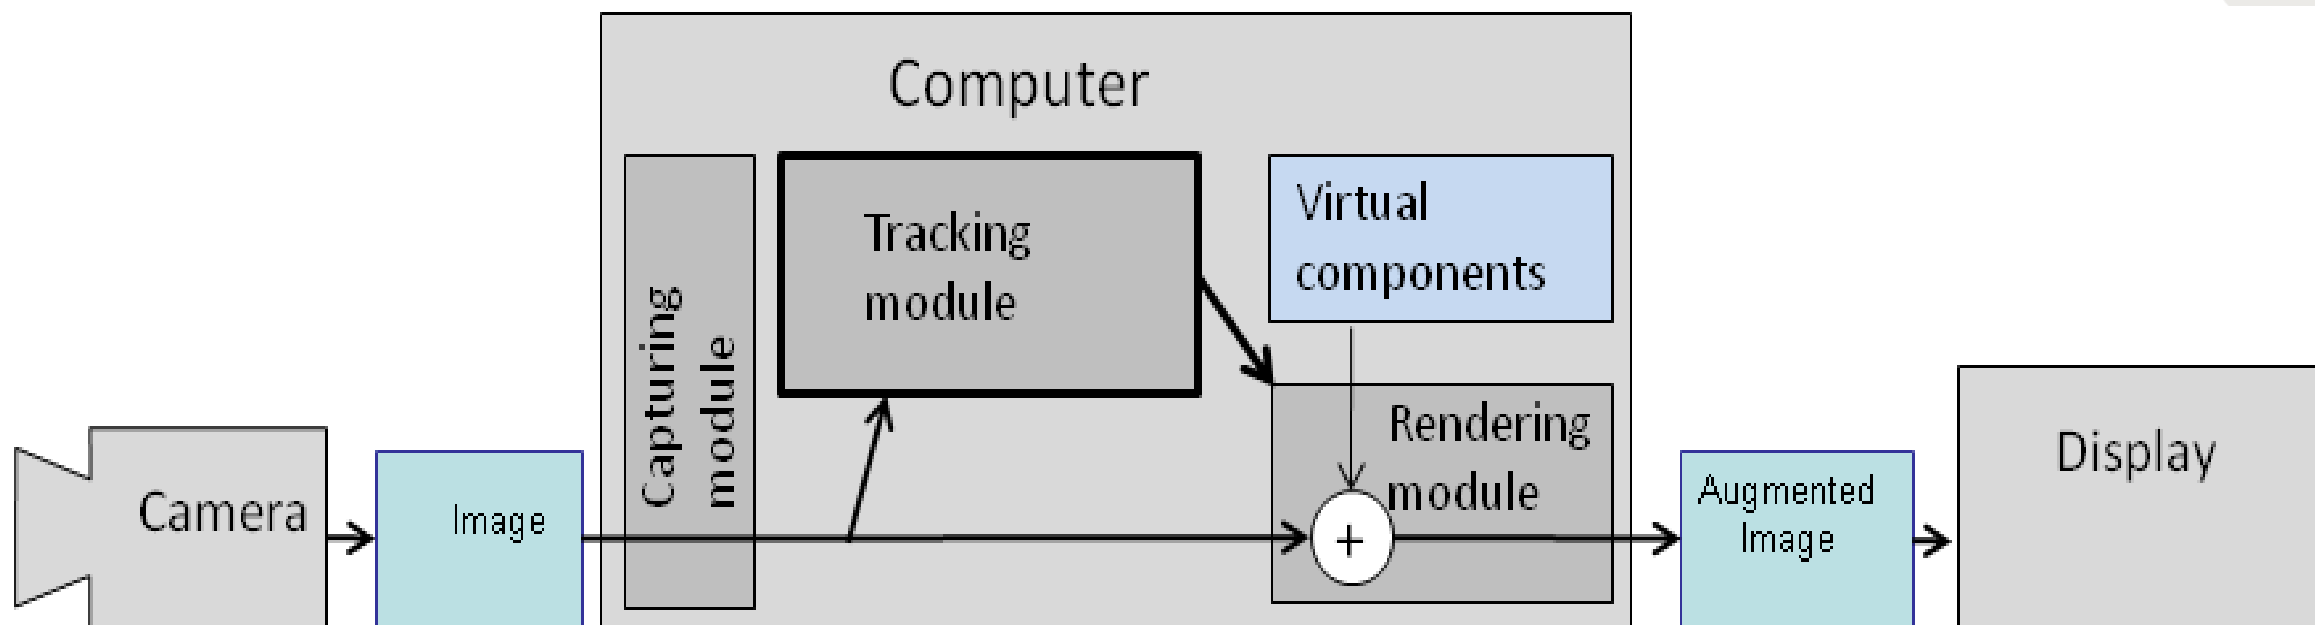 Computer
Capturing
module
Tracking
module
Virtual
components
Rendering
module
Camera
Image
+
Augmented
Image
Display